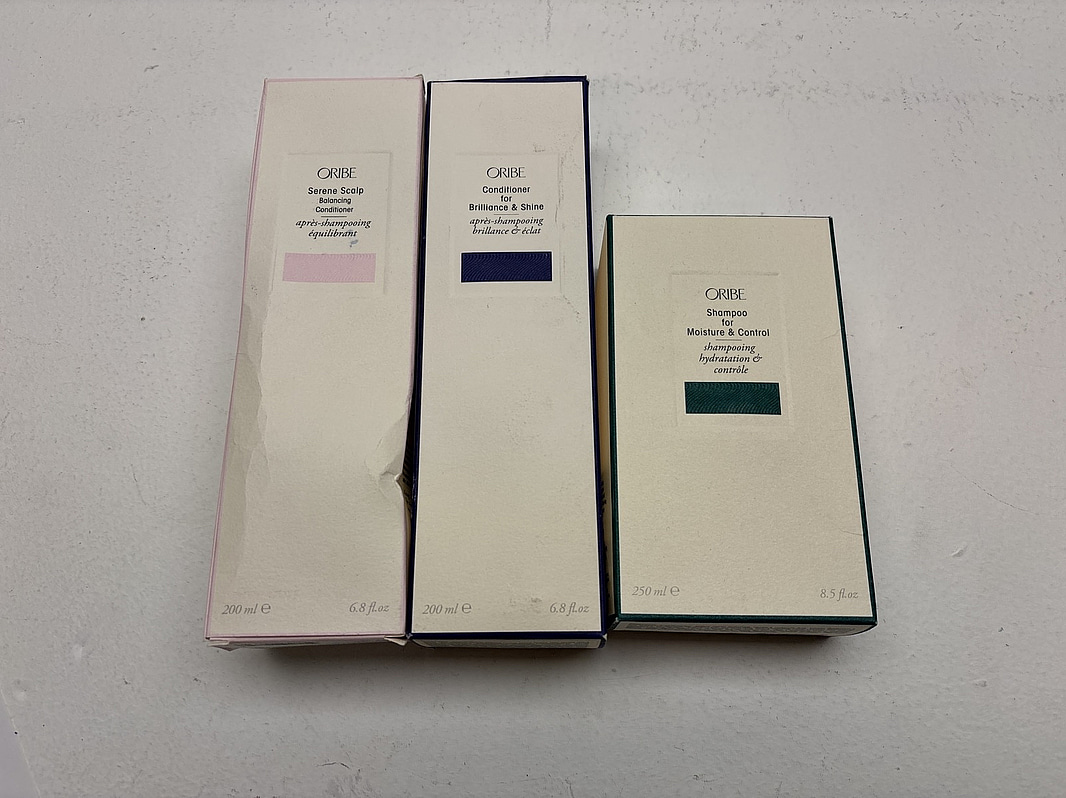 ORIBE
Serene Scalp
Balancing
Conditioner
après-shampooing
équilibrant
200 ml ℮
6.8 fl.oz
ORIBE
Conditioner
for
Brilliance & Shine
après-shampooing
brillance & éclat
200 ml ℮
6.8 fl.oz
ORIBE
Shampoo
for
Moisture & Control
shampooing
hydratation &
contrôle
250 ml ℮
8.5 fl.oz